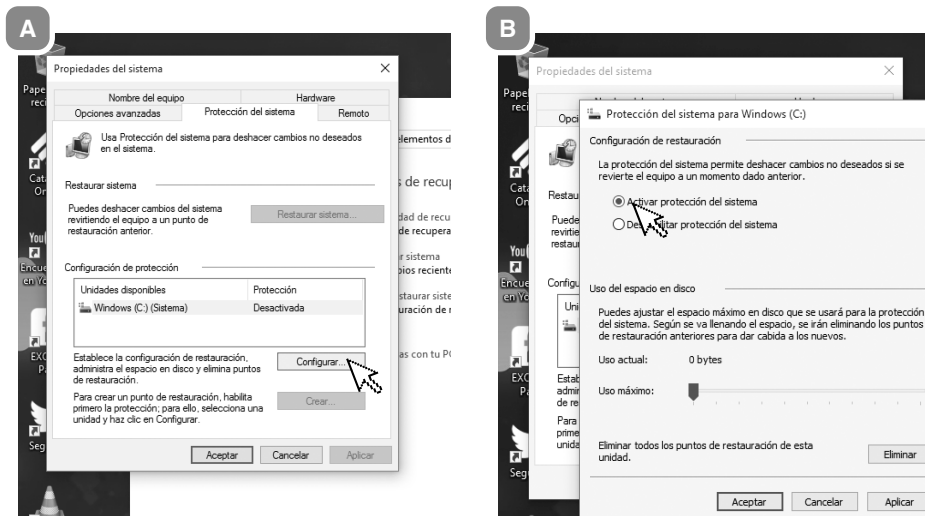 A
Propiedades del sistema
Nombre del equipo
Hardware
Opciones avanzadas
Protección del sistema
Remoto
Usa Protección del sistema para deshacer cambios no deseados
en el sistema.
Restaurar sistema
Puedes deshacer cambios del sistema
revirtiendo el equipo a un punto de
restauración anterior.
Restaurar sistema...
Configuración de protección
Unidades disponibles
Protección
Windows (C:) (Sistema)
Desactivada
Establece la configuración de restauración,
administra el espacio en disco y elimina puntos
de restauración.
Configurar...
Para crear un punto de restauración, habilita
primero la protección; para ello, selecciona una
unidad y haz clic en Configurar.
Crear...
Aceptar
Cancelar
Aplicar
B
Propiedades del sistema
Protección del sistema para Windows (C:)
Configuración de restauración
La protección del sistema permite deshacer cambios no deseados si se
revierte el equipo a un momento dado anterior.
Activar protección del sistema
protección del sistema
Uso del espacio en disco
Puedes ajustar el espacio máximo en disco que se usará para la protección
del sistema. Según se va llenando el espacio, se irán eliminando los puntos
de restauración anteriores para dar cabida a los nuevos.
Uso actual:
0 bytes
Uso máximo:
Eliminar todos los puntos de restauración de esta
unidad.
Eliminar
Aceptar
Cancelar
Aplicar